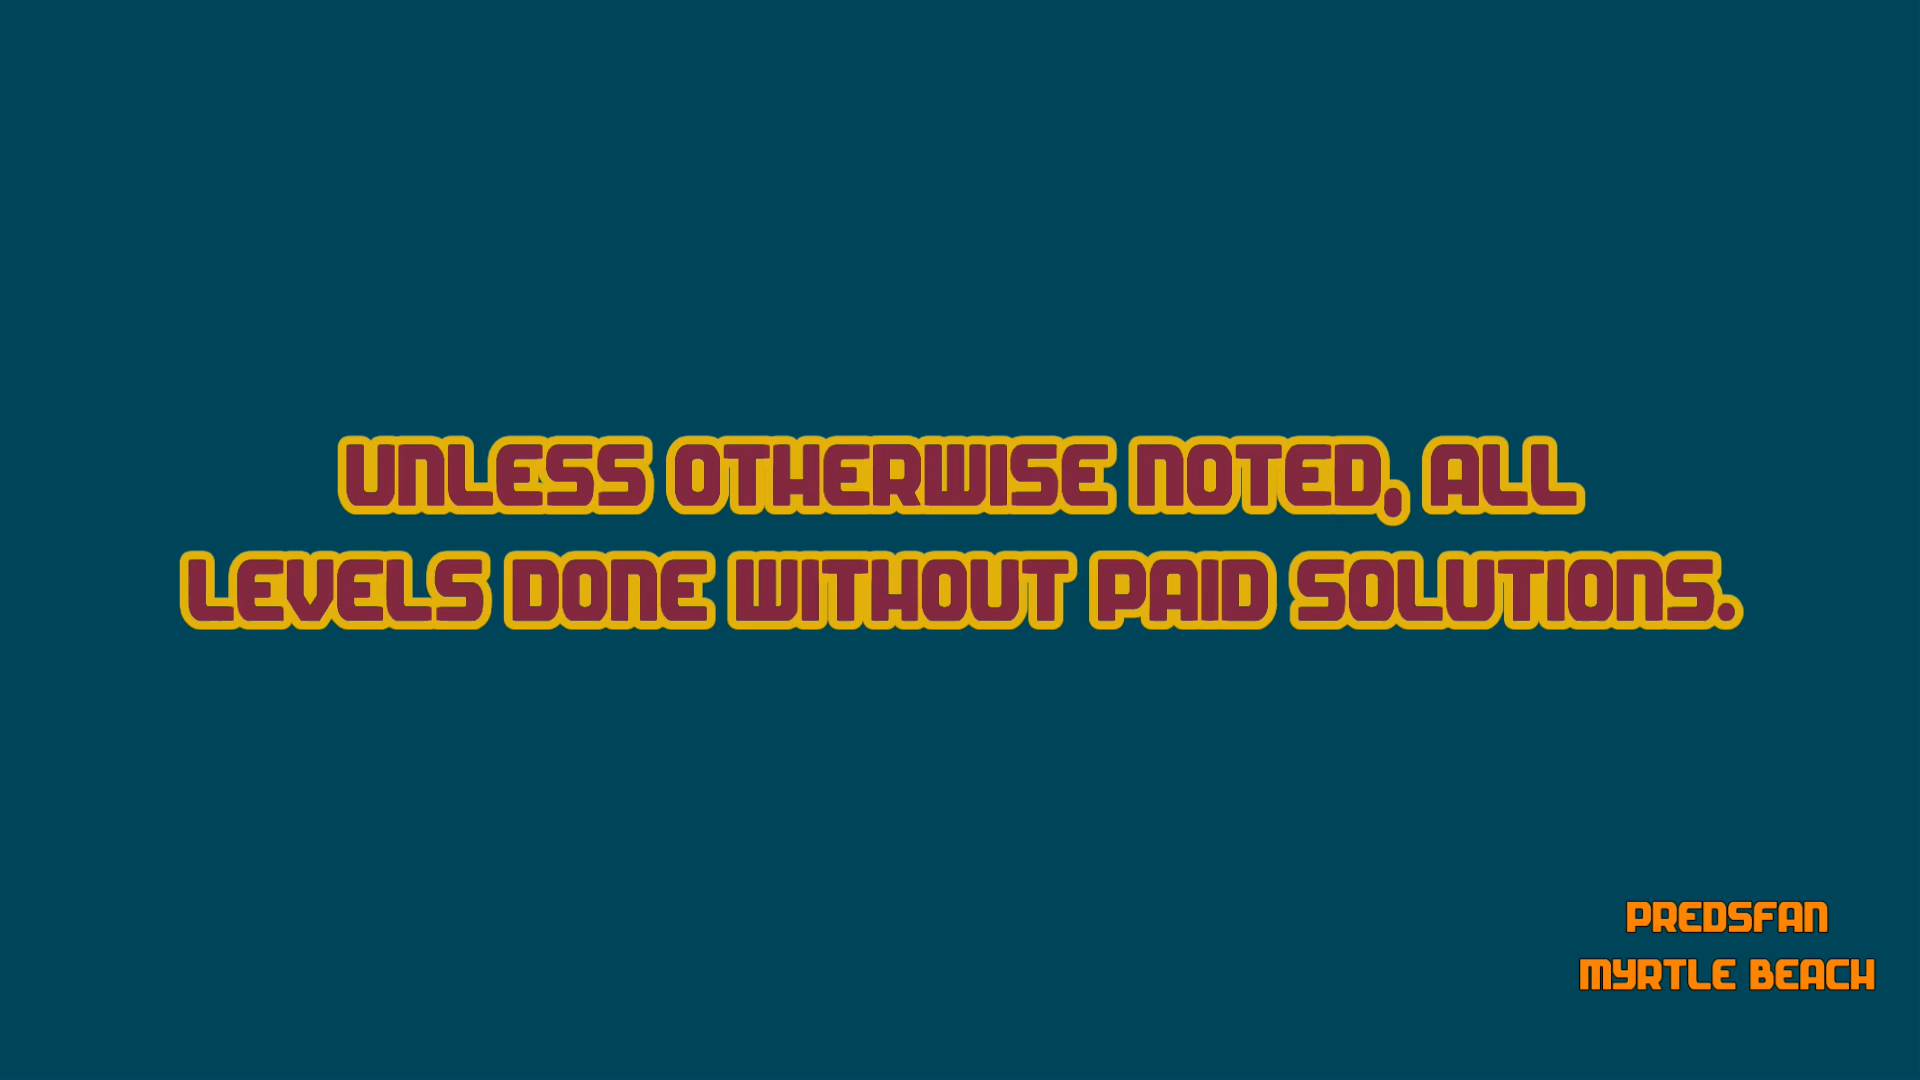 UNLESS OTHERWISE NOTED, ALL
LEVELS DONE WITHOUT PAID SOLUTIONS.
PREDSFAN
MYRTLE BEACH